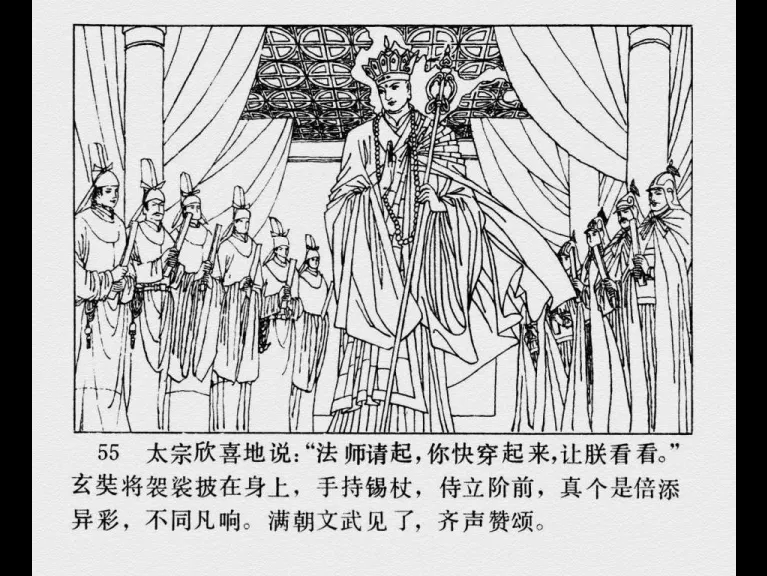 55 太宗欣喜地说:“法师请起,你快穿起来,让朕看看。”
玄奘将袈裟披在身上，手持锡杖，侍立阶前，真个是倍添
异彩，不同凡响。满朝文武见了，齐声赞颂。